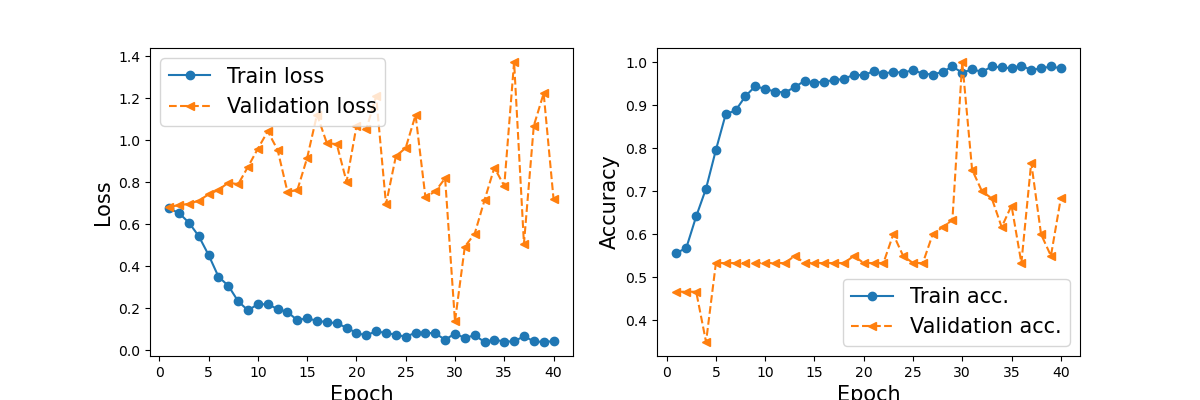 1.4
1.2
1.0
0.8
0.6
0.4
0.2
0.0
Loss
Train loss
Validation loss
0 5 10 15 20 25 30 35 40
Epoch
1.0
0.9
0.8
0.7
0.6
0.5
0.4
Accuracy
Train acc.
Validation acc.
0 5 10 15 20 25 30 35 40
Epoch